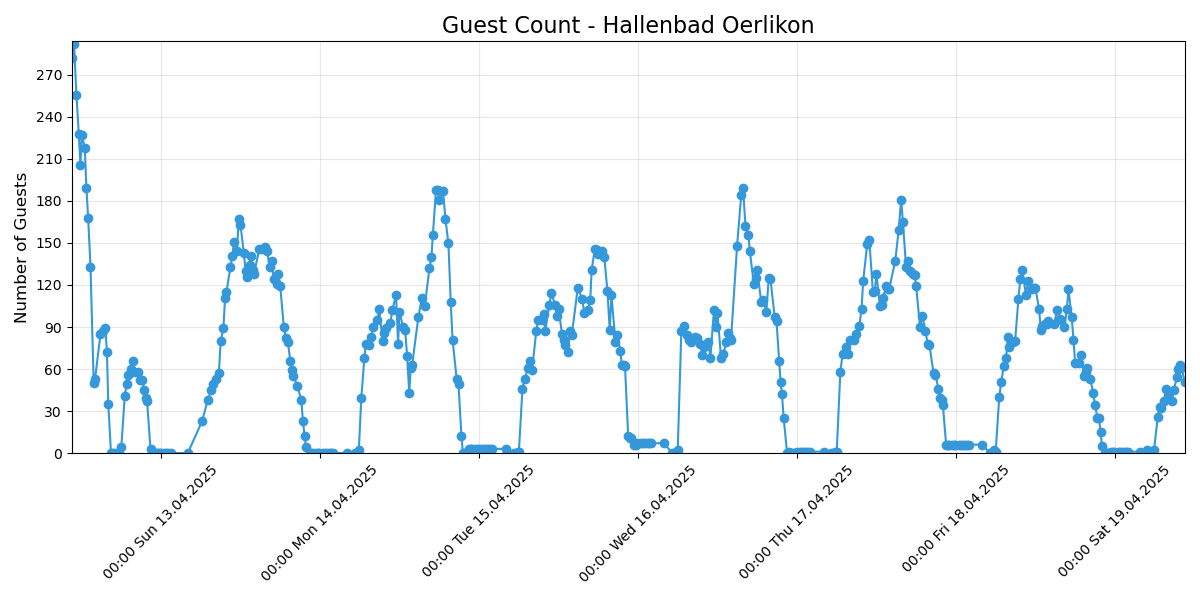 Guest Count - Hallenbad Oerlikon
Number of Guests
270
240
210
180
150
120
90
60
30
0
00:00 Sun 13.04.2025
00:00 Mon 14.04.2025
00:00 Tue 15.04.2025
00:00 Wed 16.04.2025
00:00 Thu 17.04.2025
00:00 Fri 18.04.2025
00:00 Sat 19.04.2025